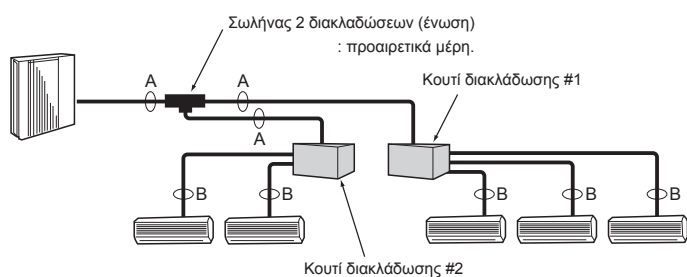 Σωλήνας 2 διακλαδώσεων (ένωση)
: προαιρετικά μέρη.
Κουτί διακλάδωσης #1
A
A
A
B
B
B
B
B
Κουτί διακλάδωσης #2